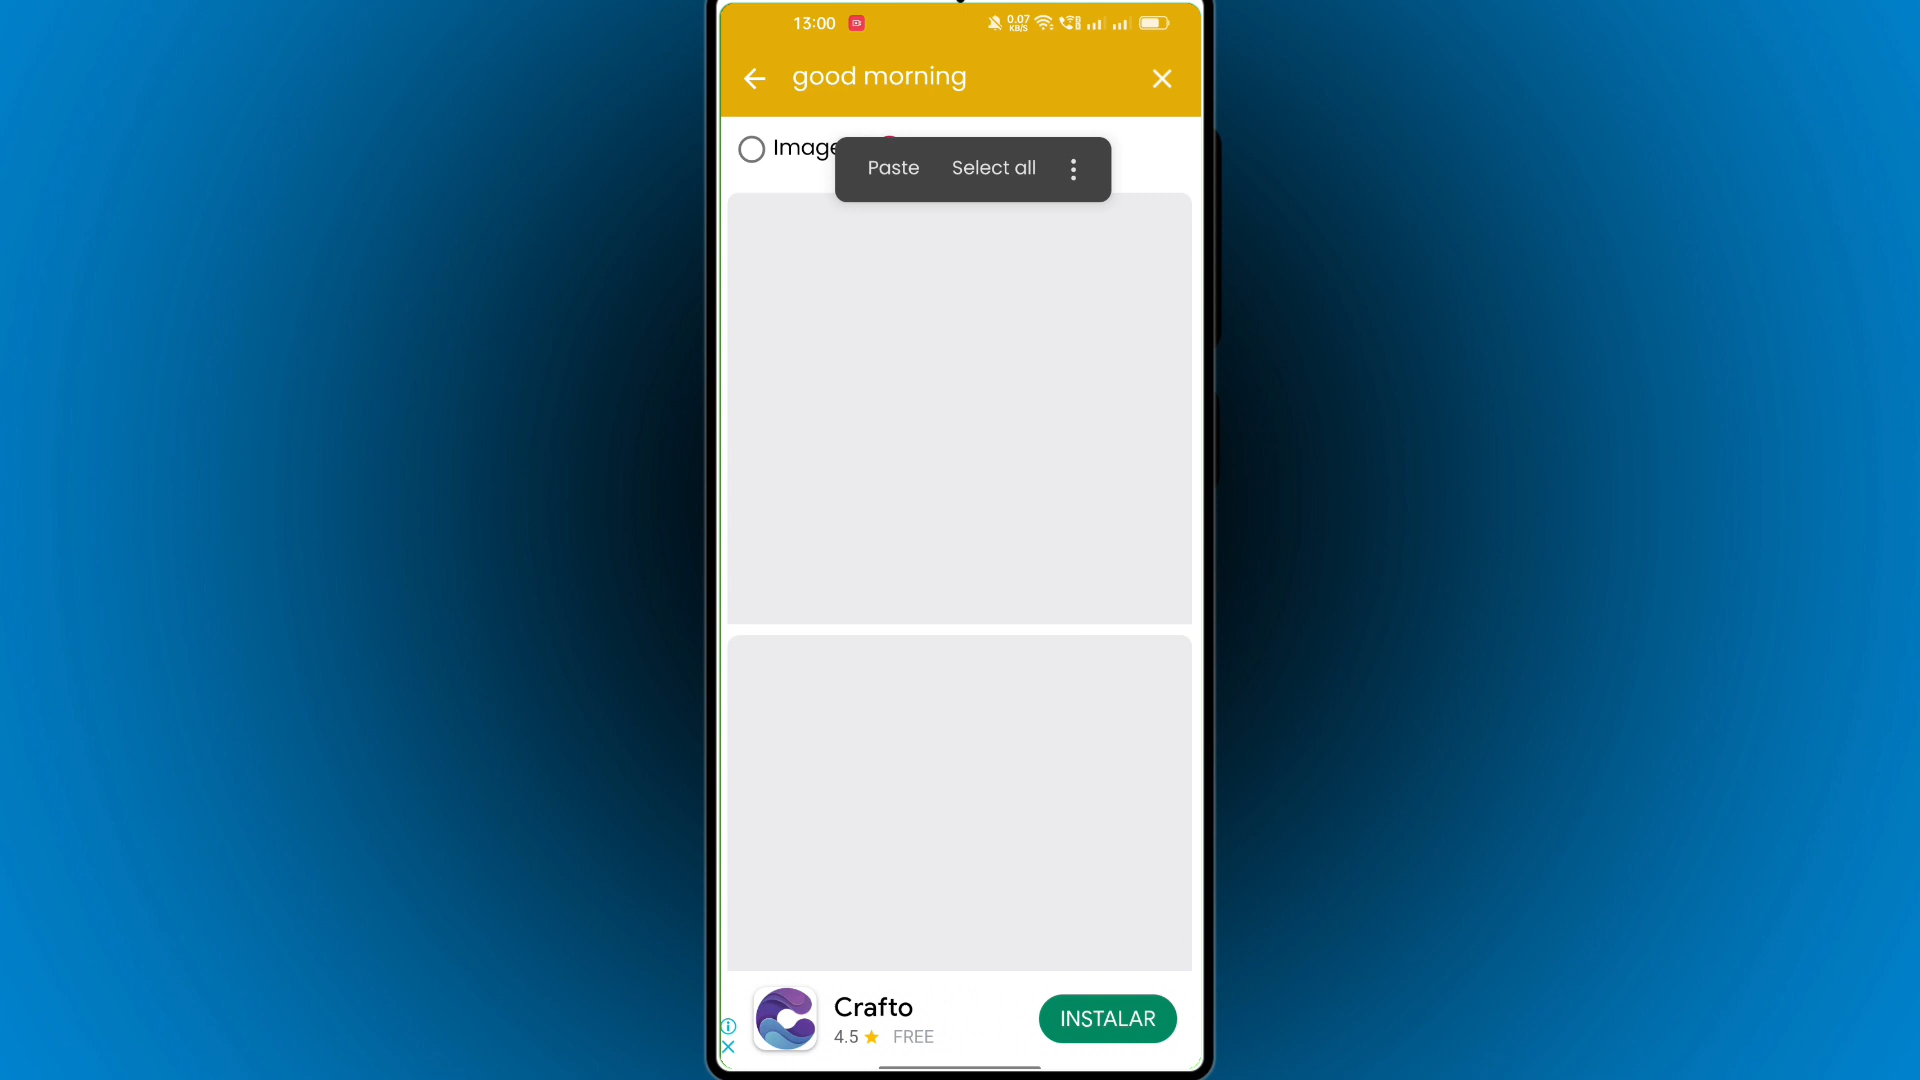 13:00
0.07
KB/S
good morning
Image
Paste Select all
Crafto
4.5 FREE
INSTALAR